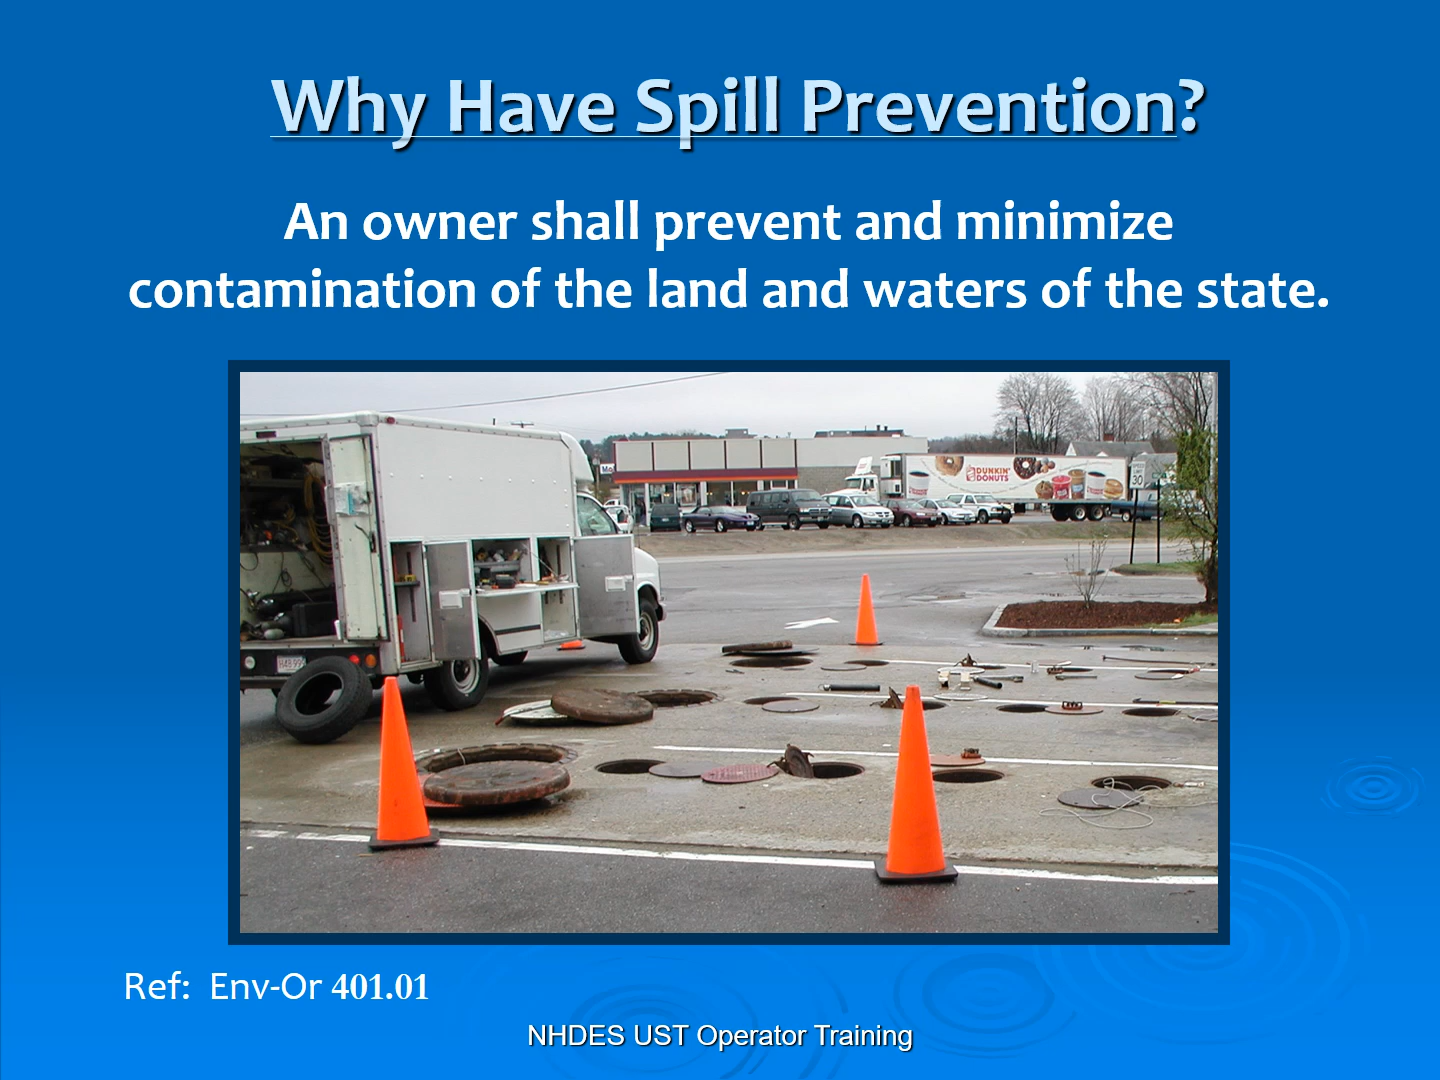 Why Have Spill Prevention?
An owner shall prevent and minimize
contamination of the land and waters of the state.
DUNKIN'
DONUTS
30
Ref:  Env-Or 401.01
NHDES UST Operator Training